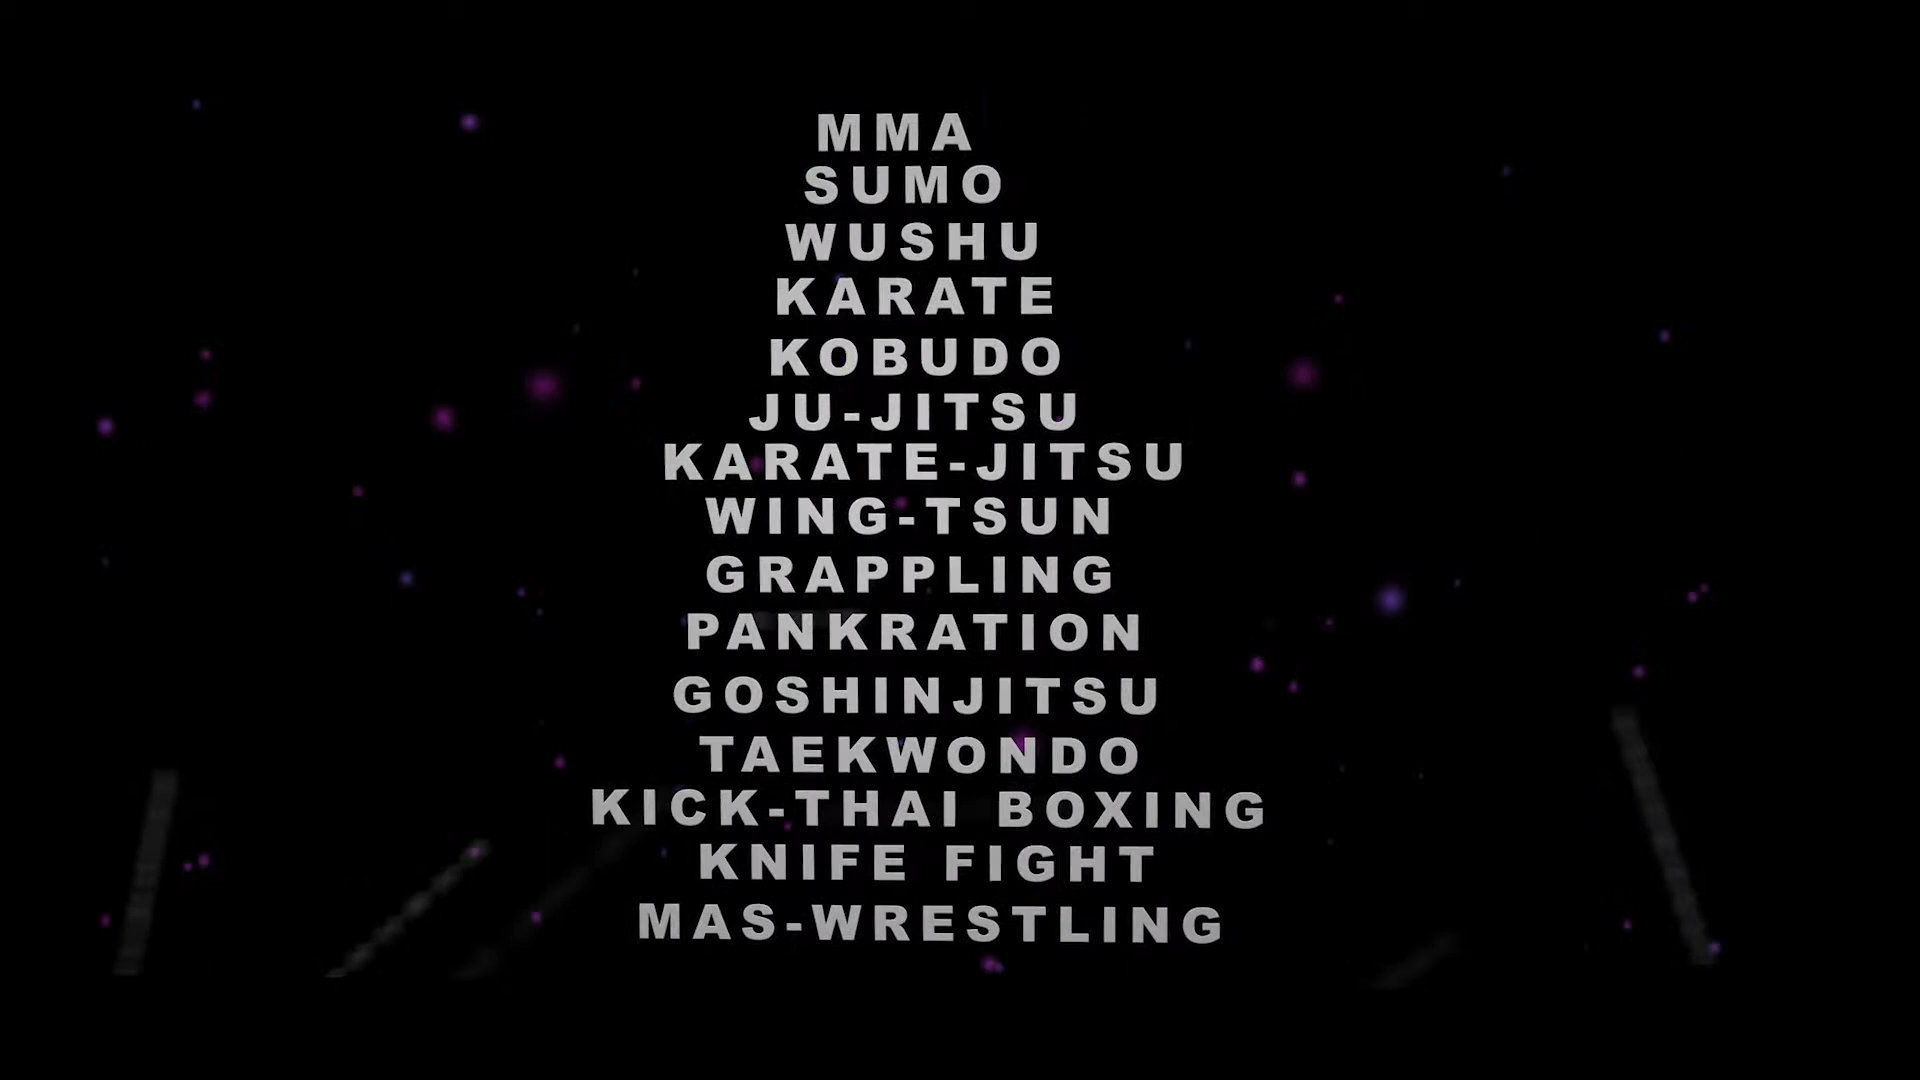 MMA
SUMO
WUSHU
KARATE
KOBUDO
JU-JITSU
KARATE-JITSU
WING-TSUN
GRAPPLING
PANKRATION
GOSHINJITSU
TAEKWONDO
KICK-THAI BOXING
KNIFE FIGHT
MAS-WRESTLING